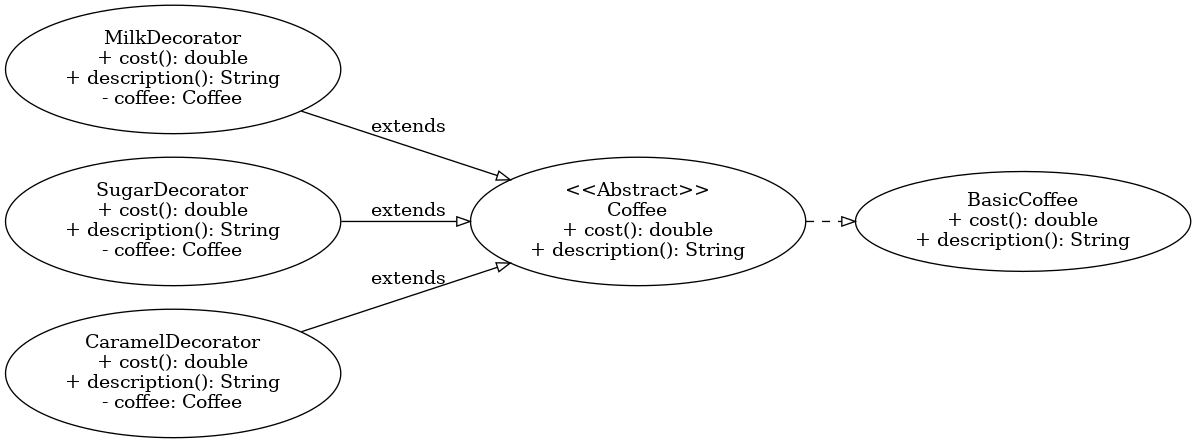 MilkDecorator
+ cost(): double
+ description(): String
- coffee: Coffee
extends
SugarDecorator
+ cost(): double
+ description(): String
- coffee: Coffee
extends
CaramelDecorator
+ cost(): double
+ description(): String
- coffee: Coffee
extends
<<Abstract>>
Coffee
+ cost(): double
+ description(): String
BasicCoffee
+ cost(): double
+ description(): String